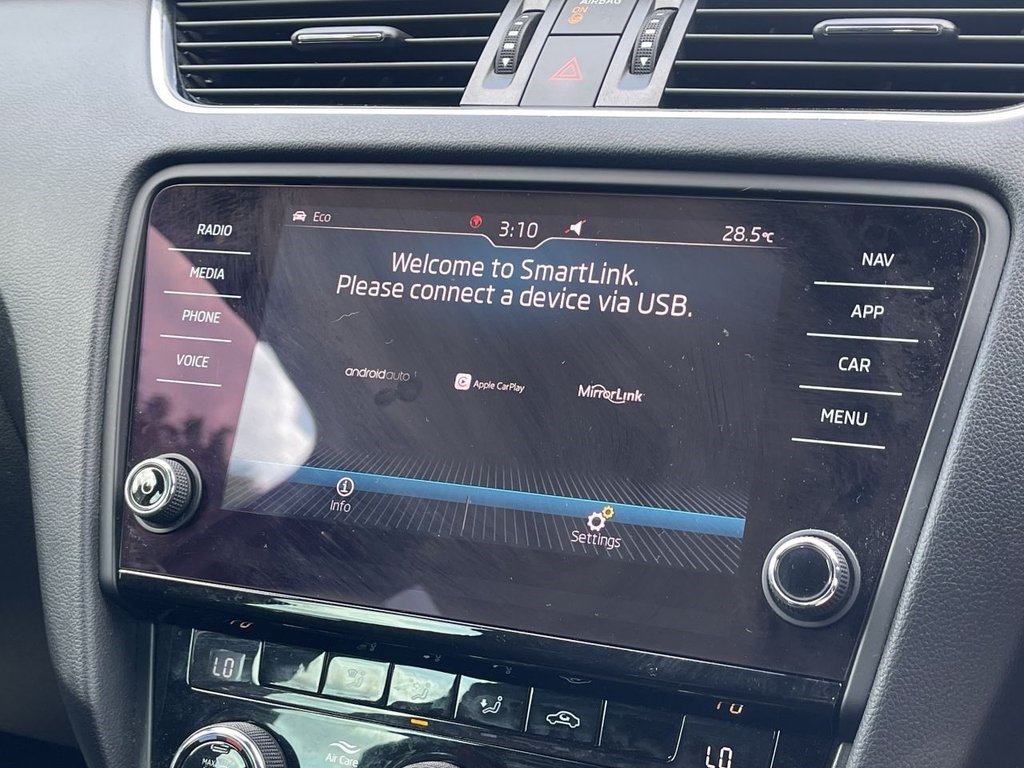 AIRBAG
ON
Eco
3:10
28.5°C
RADIO
MEDIA
PHONE
VOICE
Welcome to SmartLink.
Please connect a device via USB.
androidauto
Apple CarPlay
MirrorLink
Info
Settings
NAV
APP
CAR
MENU
LO
LO
MAX
Air Care